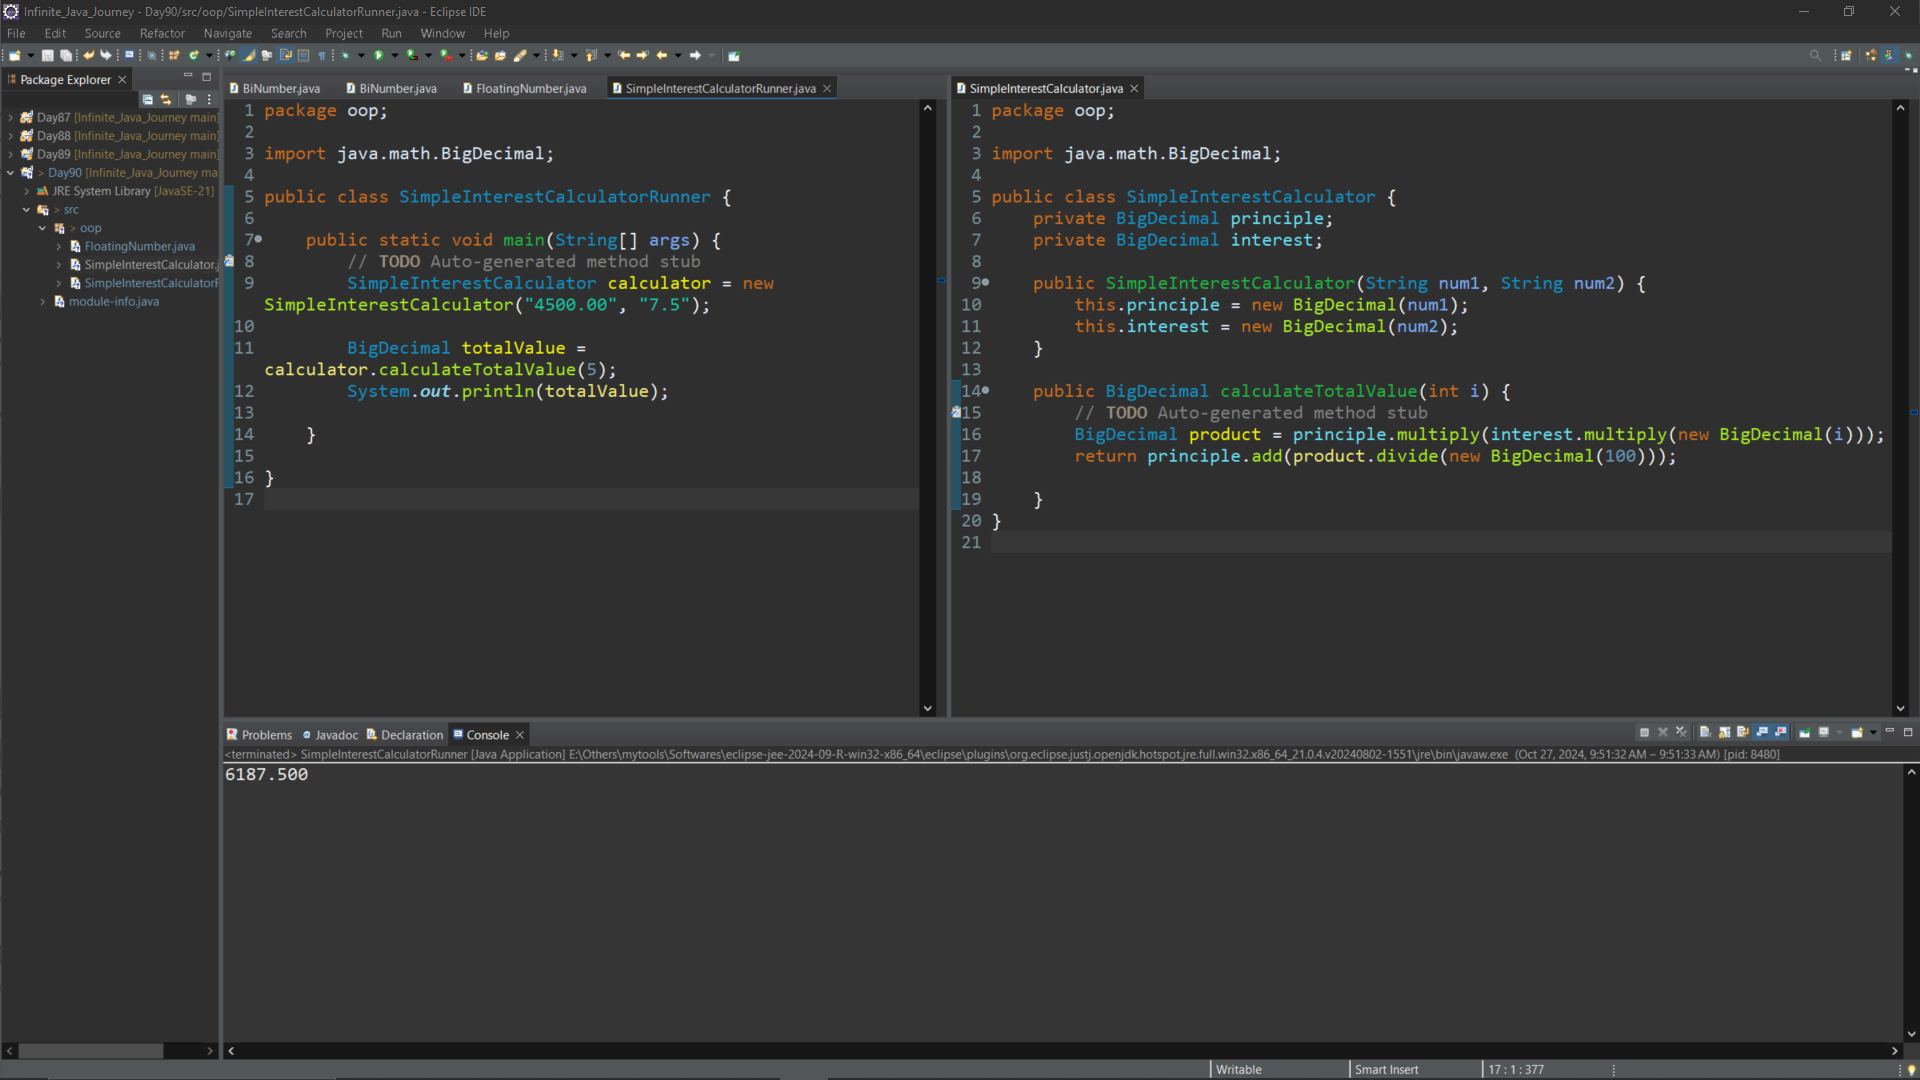 Infinite_Java_Journey - Day90/src/oop/SimpleInterestCalculatorRunner.java - Eclipse IDE
File Edit Source Refactor Navigate Search Project Run Window Help
Package Explorer
Day87 [Infinite_Java_Journey main]
Day88 [Infinite_Java_Journey main]
Day89 [Infinite_Java_Journey main]
> Day90 [Infinite_Java_Journey ma
JRE System Library [JavaSE-21]
> src
> oop
FloatingNumber.java
SimpleInterestCalculator.
SimpleInterestCalculatorR
module-info.java
BiNumber.java BiNumber.java FloatingNumber.java SimpleInterestCalculatorRunner.java
1 package oop;
2
3 import java.math.BigDecimal;
4
5 public class SimpleInterestCalculatorRunner {
6
7 public static void main(String[] args) {
8 // TODO Auto-generated method stub
9 SimpleInterestCalculator calculator = new
SimpleInterestCalculator("4500.00", "7.5");
10
11 BigDecimal totalValue =
calculator.calculateTotalValue(5);
12 System.out.println(totalValue);
13
14 }
15
16 }
17
SimpleInterestCalculator.java
1 package oop;
2
3 import java.math.BigDecimal;
4
5 public class SimpleInterestCalculator {
6 private BigDecimal principle;
7 private BigDecimal interest;
8
9 public SimpleInterestCalculator(String num1, String num2) {
10 this.principle = new BigDecimal(num1);
11 this.interest = new BigDecimal(num2);
12 }
13
14 public BigDecimal calculateTotalValue(int i) {
15 // TODO Auto-generated method stub
16 BigDecimal product = principle.multiply(interest.multiply(new BigDecimal(i)));
17 return principle.add(product.divide(new BigDecimal(100)));
18
19 }
20 }
21
Problems Javadoc Declaration Console
<terminated> SimpleInterestCalculatorRunner [Java Application] E:\Others\mytools\Softwares\eclipse-jee-2024-09-R-win32-x86_64\eclipse\plugins\org.eclipse.justj.openjdk.hotspot.jre.full.win32.x86_64_21.0.4.v20240802-1551\jre\bin\javaw.exe (Oct 27, 2024, 9:51:32 AM – 9:51:33 AM) [pid: 8480]
6187.500
Writable Smart Insert 17 : 1 : 377